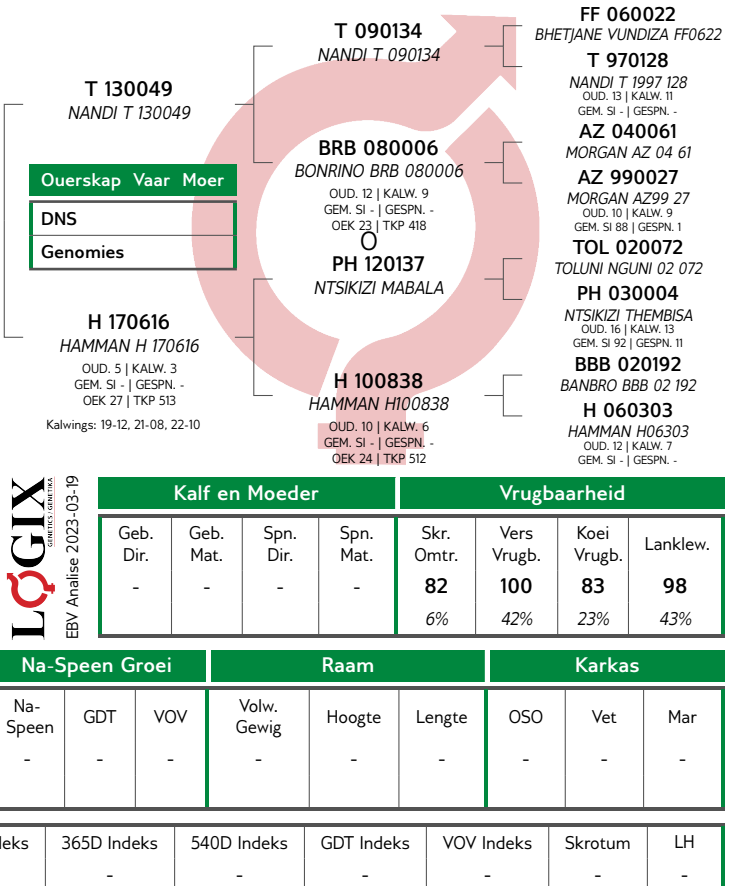 T 130049
NANDI T 130049
T 090134
NANDI T 090134
FF 060022
BHETJANE VUNDIZA FF0622
T 970128
NANDI T 1997 128
OUD. 13 | KALW. 11
GEM. SI - | GESPN. -
BRB 080006
BONRINO BRB 080006
OUD. 12 | KALW. 9
GEM. SI - | GESPN. -
OEK 23 | TKP 418
AZ 040061
MORGAN AZ 04 61
AZ 990027
MORGAN AZ99 27
OUD. 10 | KALW. 9
GEM. SI 88 | GESPN. 1
Ouerskap Vaar Moer
DNS
Genomies
O
H 170616
HAMMAN H 170616
OUD. 5 | KALW. 3
GEM. SI - | GESPN. -
OEK 27 | TKP 513
Kalwings: 19-12, 21-08, 22-10
PH 120137
NTSIKIZI MABALA
TOL 020072
TOLUNI NGUNI 02 072
PH 030004
NTSIKIZI THEMBISA
OUD. 16 | KALW. 13
GEM. SI 92 | GESPN. 11
H 100838
HAMMAN H100838
OUD. 10 | KALW. 6
GEM. SI - | GESPN. -
OEK 24 | TKP 512
BBB 020192
BANBRO BBB 02 192
H 060303
HAMMAN H06303
OUD. 12 | KALW. 7
GEM. SI - | GESPN. -
LOGIX
GENETICS / GENETIKA
EBV Analise 2023-03-19
Kalf en Moeder Vrugbaarheid
Geb. Dir. Geb. Mat. Spn. Dir. Spn. Mat. Skr. Omtr. Vers Vrugb. Koei Vrugb. Lanklew.
- - - - 82 100 83 98
6% 42% 23% 43%
Na-Speen Groei Raam Karkas
Na-Speen GDT VOV Volw. Gewig Hoogte Lengte OSO Vet Mar
- - - - - - - - -
deks 365D Indeks 540D Indeks GDT Indeks VOV Indeks Skrotum LH
- - - - - -